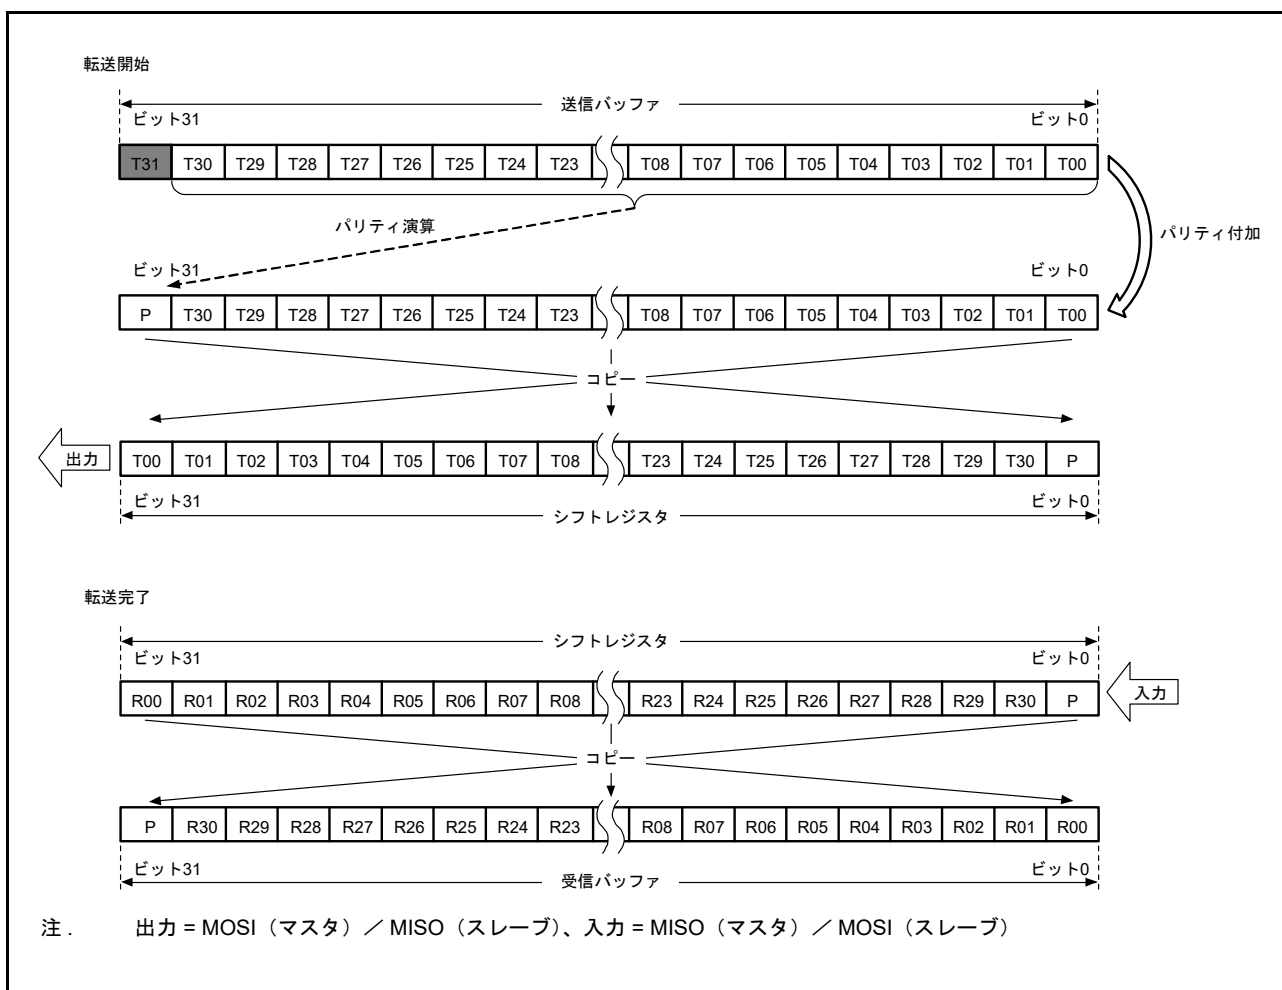 転送開始
送信バッファ
ビット31 ビット0
T31 T30 T29 T28 T27 T26 T25 T24 T23 T08 T07 T06 T05 T04 T03 T02 T01 T00
パリティ演算
パリティ付加
ビット31 ビット0
P T30 T29 T28 T27 T26 T25 T24 T23 T08 T07 T06 T05 T04 T03 T02 T01 T00
コピー
出力
T00 T01 T02 T03 T04 T05 T06 T07 T08 T23 T24 T25 T26 T27 T28 T29 T30 P
ビット31 ビット0
シフトレジスタ
転送完了
シフトレジスタ
ビット31 ビット0
R00 R01 R02 R03 R04 R05 R06 R07 R08 R23 R24 R25 R26 R27 R28 R29 R30 P
入力
コピー
P R30 R29 R28 R27 R26 R25 R24 R23 R08 R07 R06 R05 R04 R03 R02 R01 R00
ビット31 ビット0
受信バッファ
注． 出力 = MOSI（マスタ）／ MISO（スレーブ）、入力 = MISO（マスタ）／ MOSI（スレーブ）